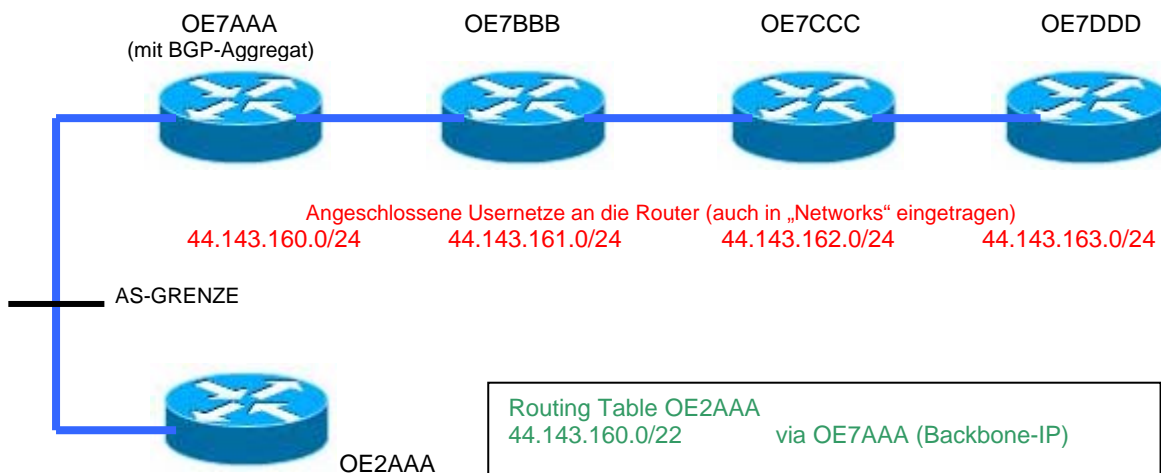 OE7AAA
(mit BGP-Aggregat)
OE7BBB
OE7CCC
OE7DDD
Angeschlossene Usernetze an die Router (auch in „Networks“ eingetragen)
44.143.160.0/24 44.143.161.0/24 44.143.162.0/24 44.143.163.0/24
AS-GRENZE
OE2AAA
Routing Table OE2AAA
44.143.160.0/22 via OE7AAA (Backbone-IP)